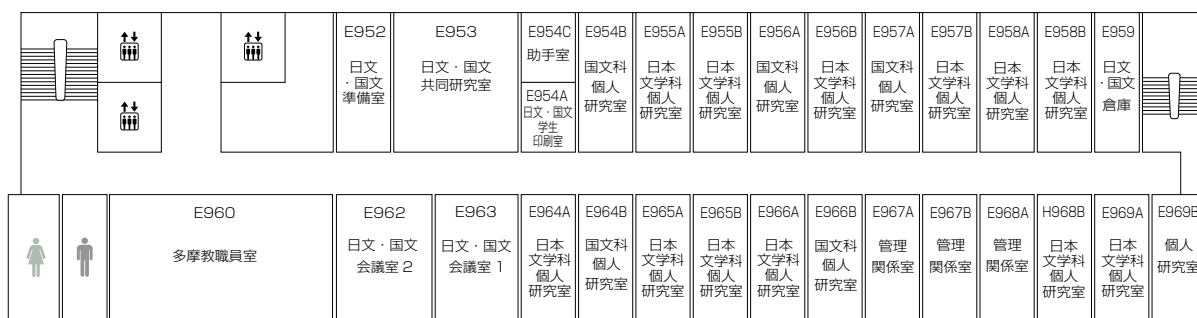 E952
日文
・国文
準備室
E953
日文・国文
共同研究室
E954C
助手室
E954A
日文・国文
学生
印刷室
E954B
国文科
個人
研究室
E955A
日本
文学科
個人
研究室
E955B
日本
文学科
個人
研究室
E956A
国文科
個人
研究室
E956B
日本
文学科
個人
研究室
E957A
国文科
個人
研究室
E957B
日本
文学科
個人
研究室
E958A
日本
文学科
個人
研究室
E958B
日本
文学科
個人
研究室
E959
日文
・国文
倉庫
E960
多摩教職員室
E962
日文・国文
会議室 2
E963
日文・国文
会議室 1
E964A
日本
文学科
個人
研究室
E964B
国文科
個人
研究室
E965A
日本
文学科
個人
研究室
E965B
日本
文学科
個人
研究室
E966A
日本
文学科
個人
研究室
E966B
国文科
個人
研究室
E967A
管理
関係室
E967B
管理
関係室
E968A
管理
関係室
H968B
日本
文学科
個人
研究室
E969A
日本
文学科
個人
研究室
E969B
個人
研究室